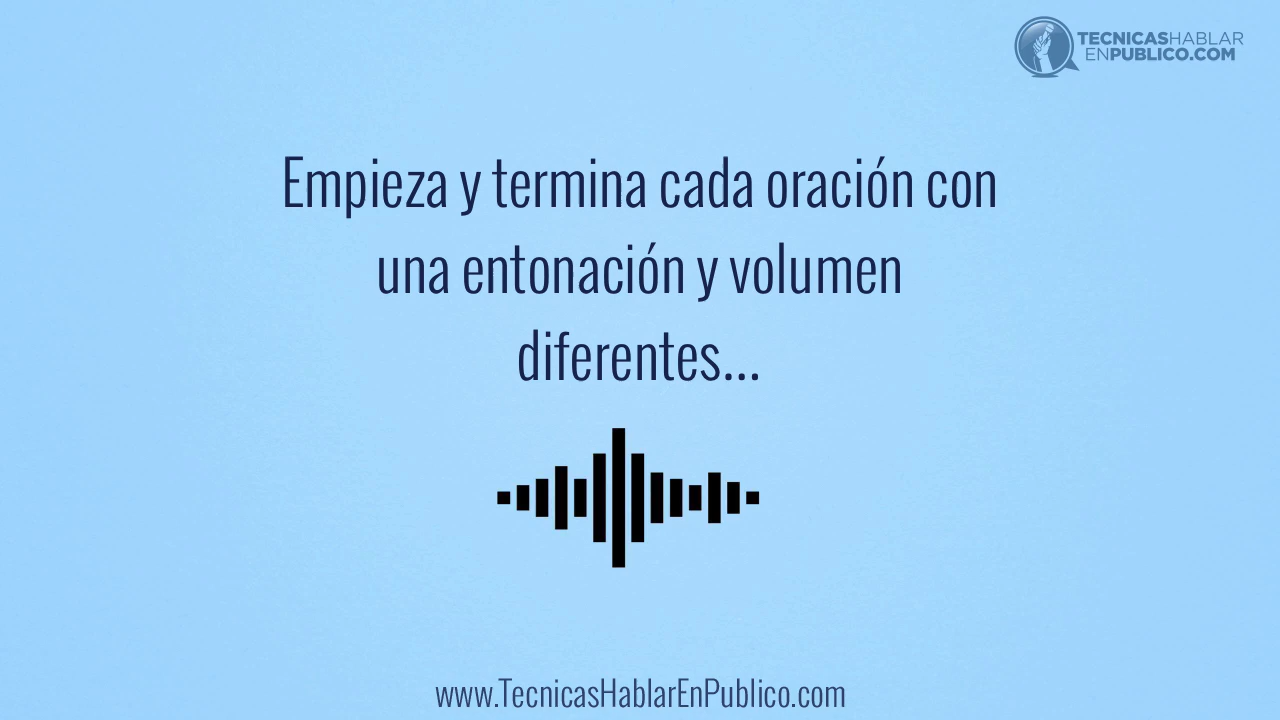 TECNICASHABLAR
ENPUBLICO.COM
Empieza y termina cada oración con
una entonación y volumen
diferentes...
www.TecnicasHablarEnPublico.com